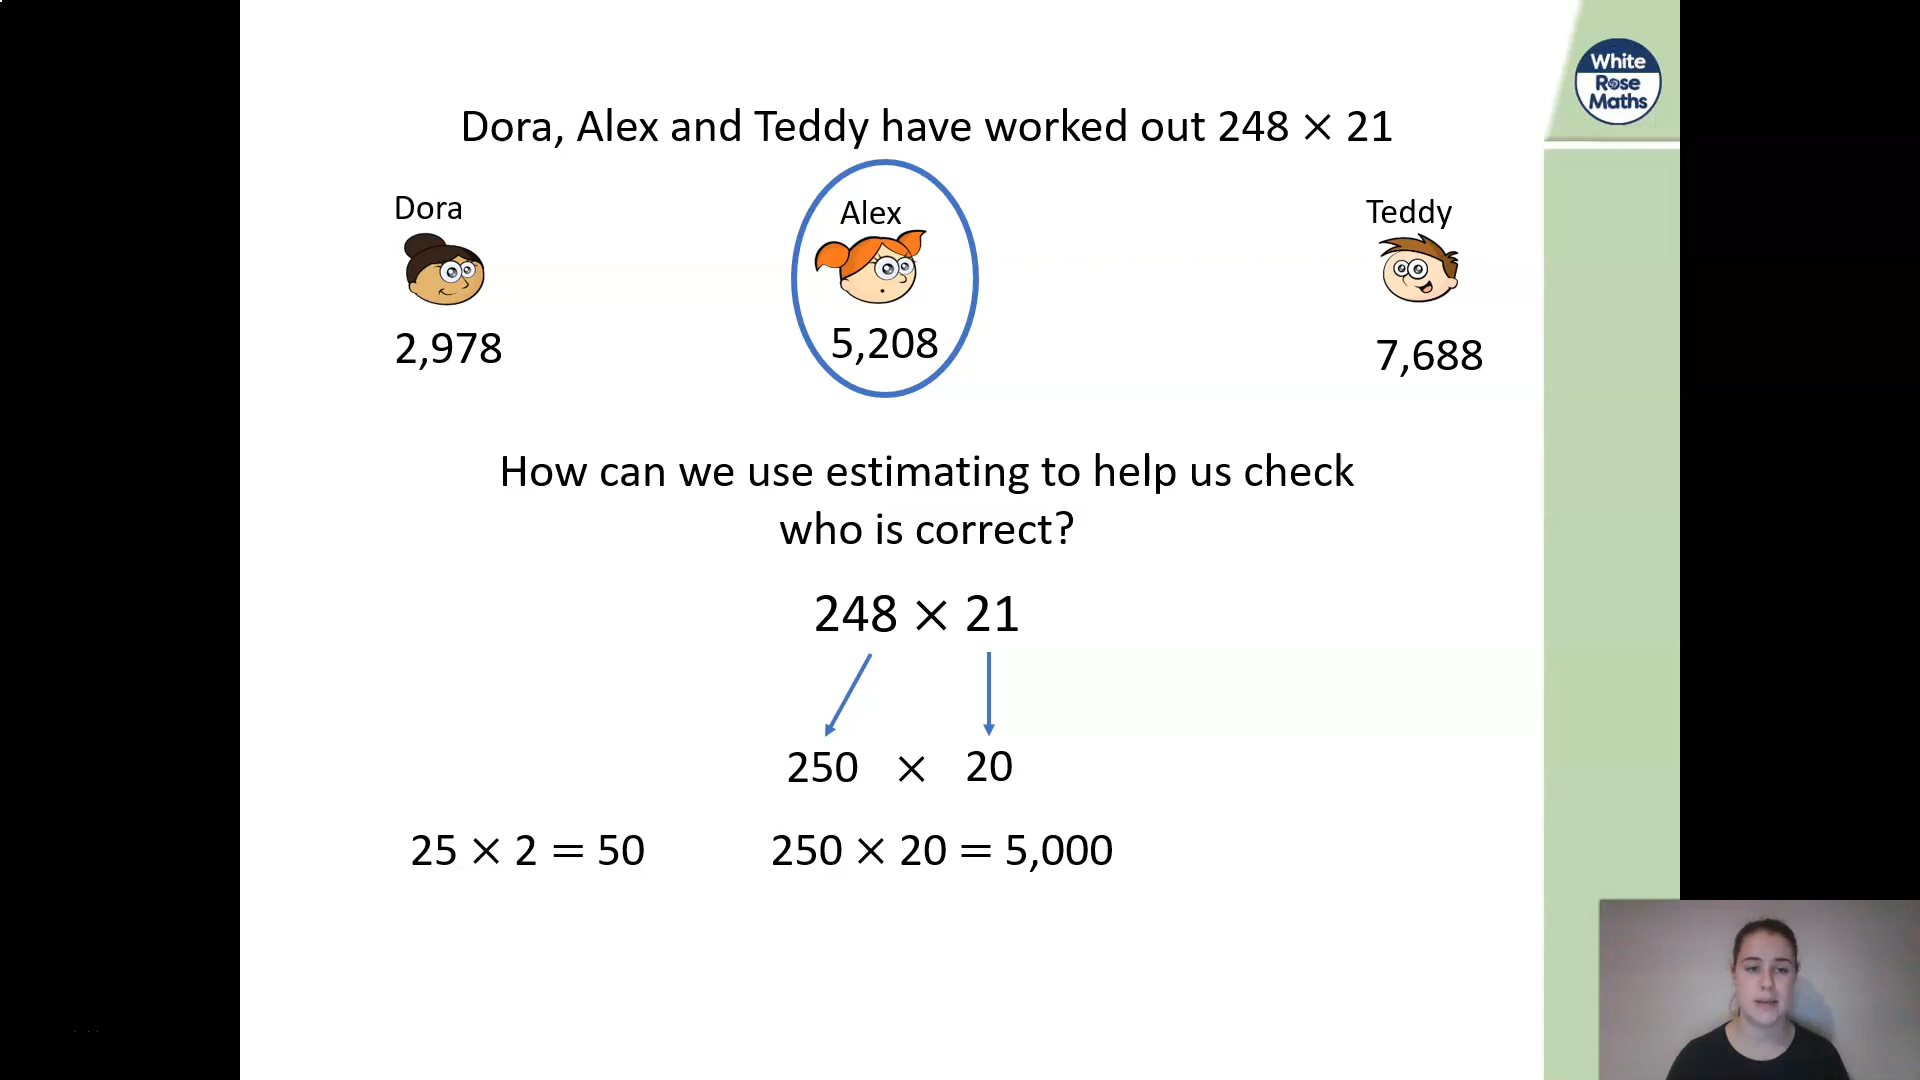 White
Rose
Maths
Dora, Alex and Teddy have worked out 248 × 21
Dora
Alex
Teddy
2,978
5,208
7,688
How can we use estimating to help us check
who is correct?
248 × 21
250 × 20
25 × 2 = 50
250 × 20 = 5,000